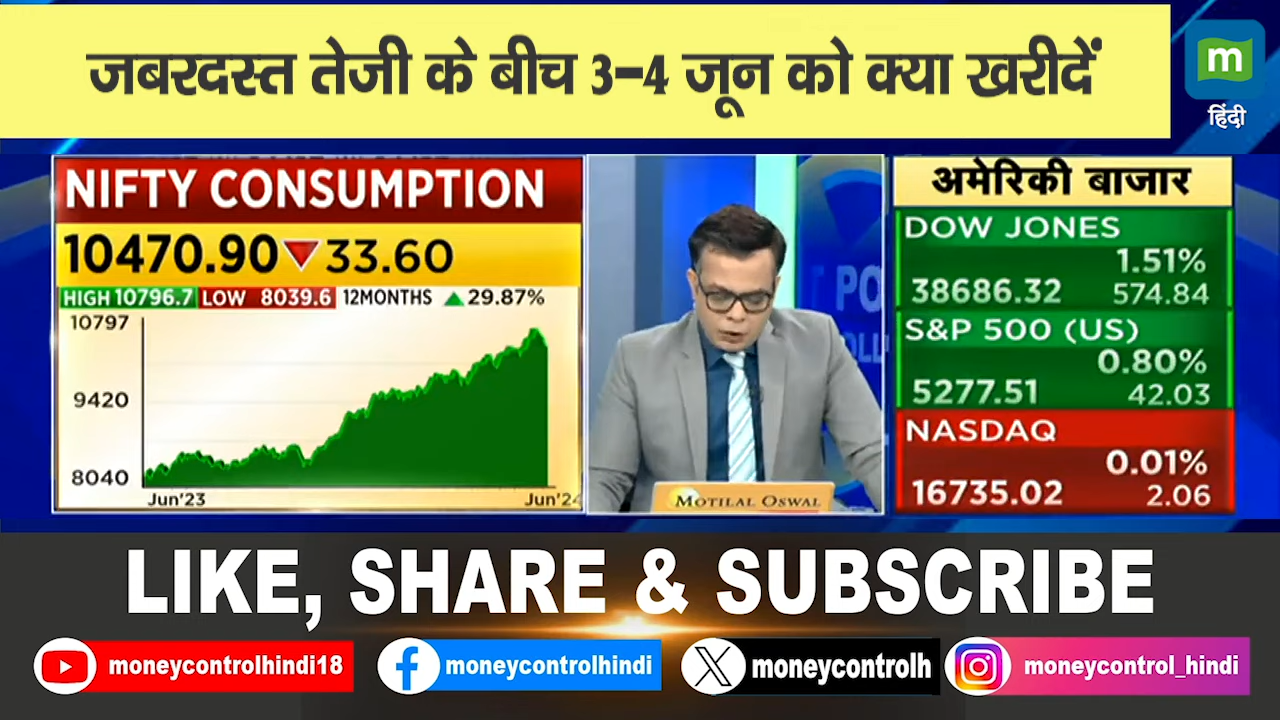 जबरदस्त तेजी के बीच 3-4 जून को क्या खरीदें
m
हिंदी
NIFTY CONSUMPTION
10470.90 33.60
HIGH 10796.7 LOW 8039.6 12MONTHS 29.87%
10797
9420
8040
Jun'23 Jun'24
PO
MOTILAL OSWAL
अमेरिकी बाजार
DOW JONES
1.51%
38686.32 574.84
S&P 500 (US)
0.80%
5277.51 42.03
NASDAQ
0.01%
16735.02 2.06
LIKE, SHARE & SUBSCRIBE
moneycontrolhindi18 moneycontrolhindi moneycontrolh moneycontrol_hindi